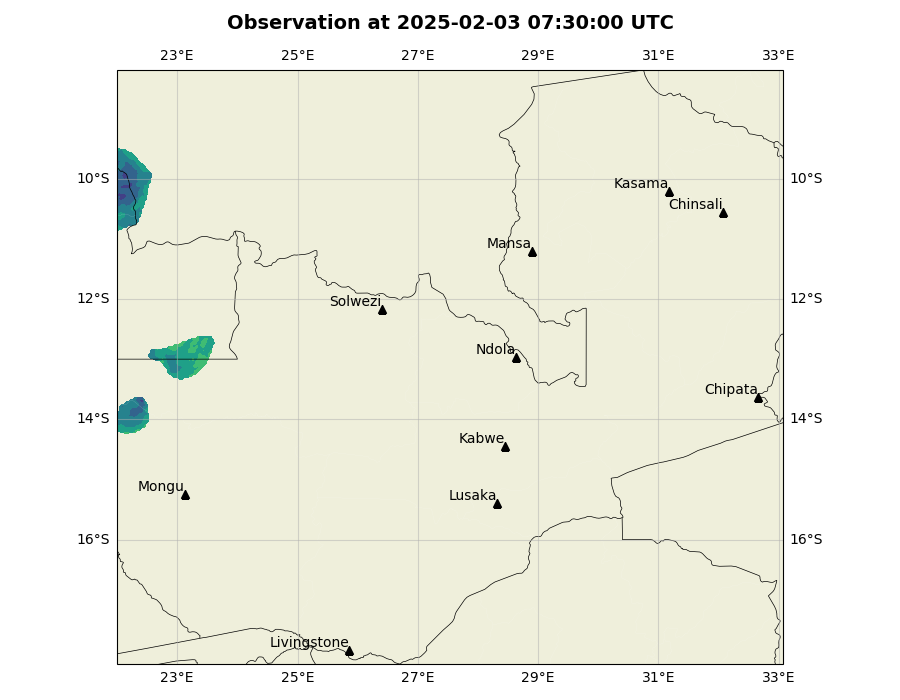 Observation at 2025-02-03 07:30:00 UTC
23°E 25°E 27°E 29°E 31°E 33°E
10°S 10°S
Kasama
Chinsali
Mansa
12°S 12°S
Solwezi
Ndola
Chipata
14°S 14°S
Kabwe
Mongu
Lusaka
16°S 16°S
Livingstone
23°E 25°E 27°E 29°E 31°E 33°E